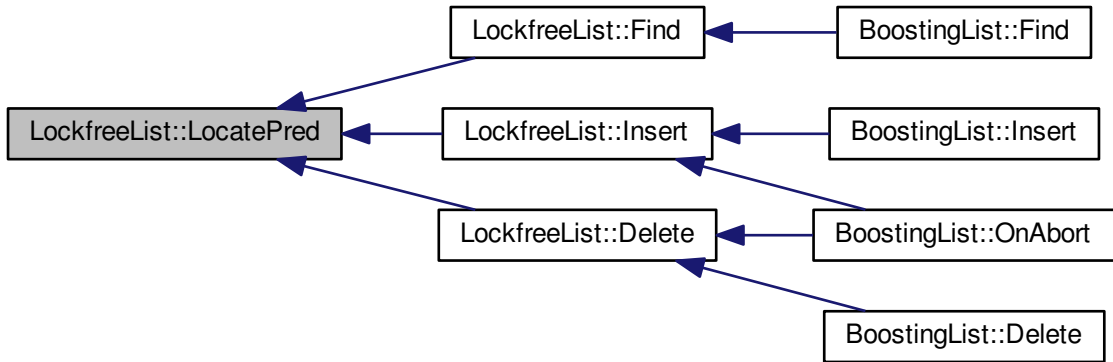 LockfreeList::Find
BoostingList::Find
LockfreeList::LocatePred
LockfreeList::Insert
BoostingList::Insert
LockfreeList::Delete
BoostingList::OnAbort
BoostingList::Delete